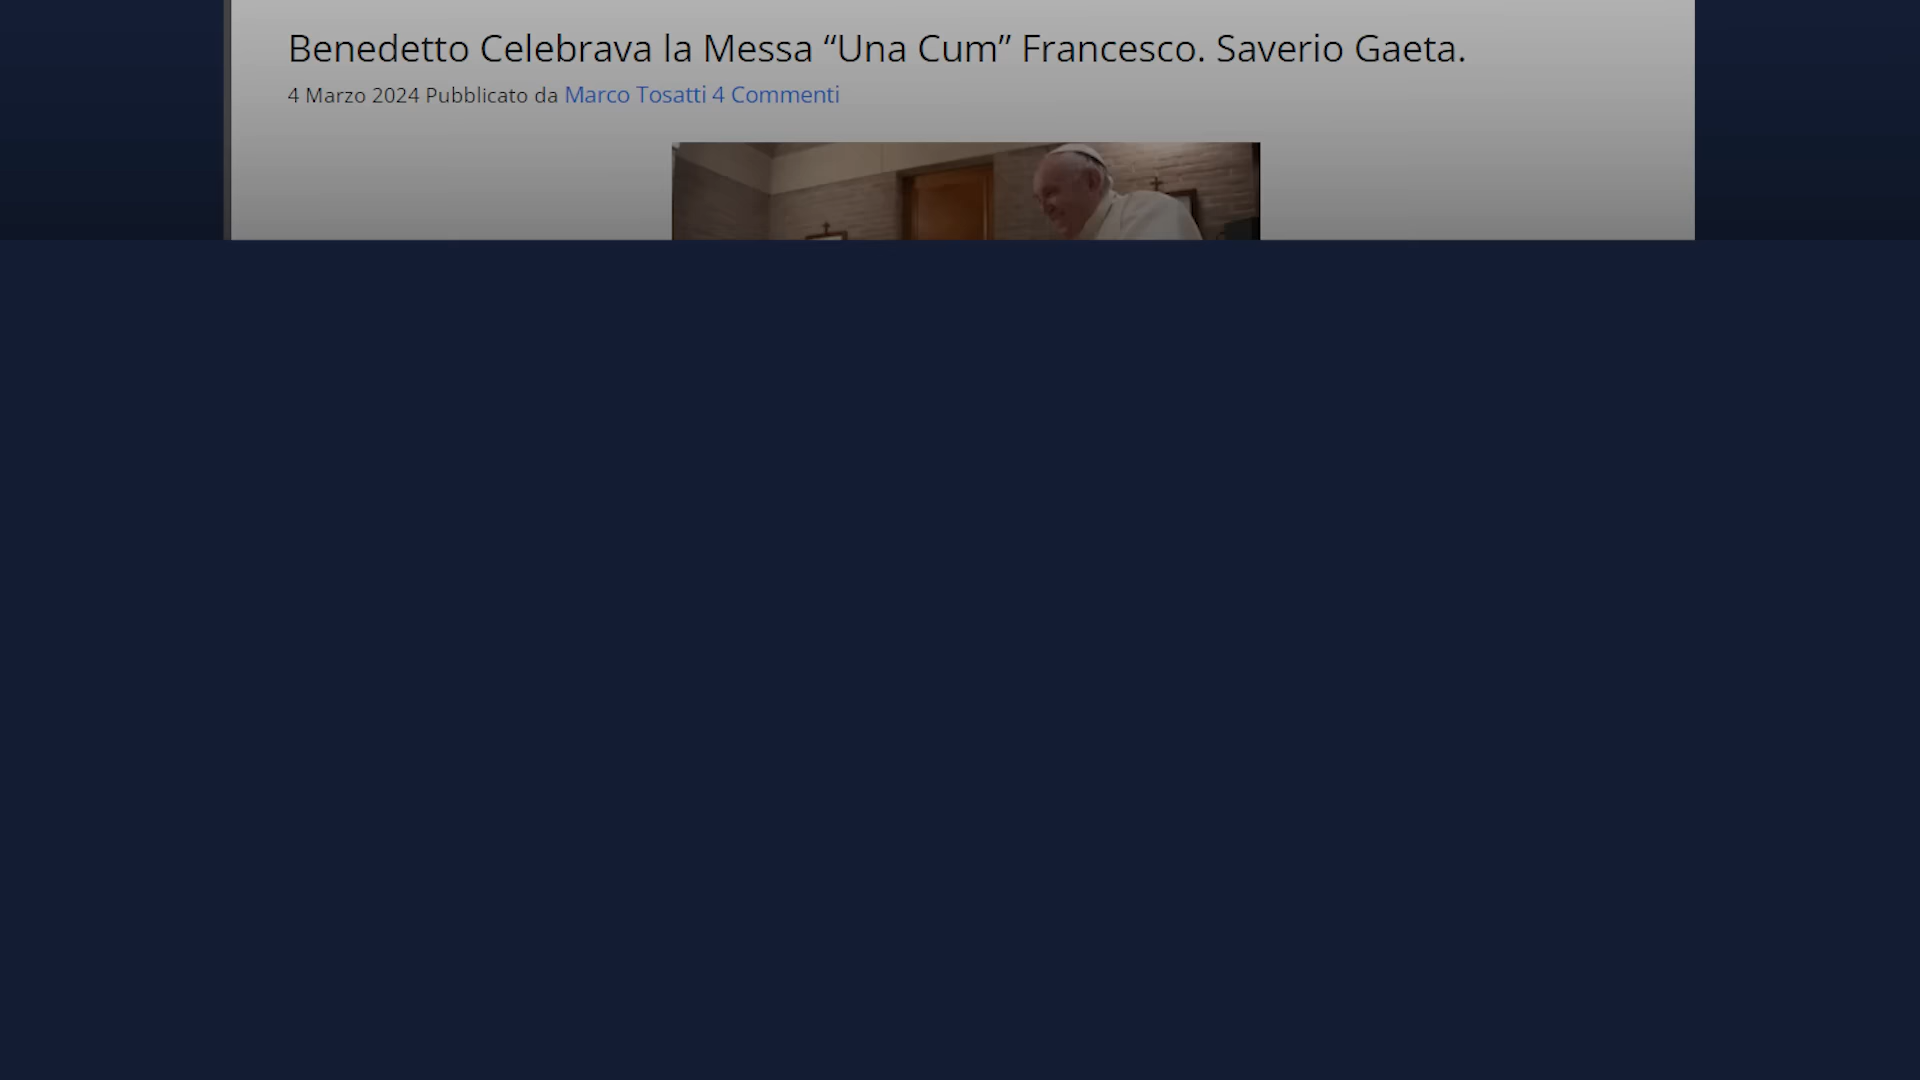 Benedetto Celebrava la Messa “Una Cum” Francesco. Saverio Gaeta.
4 Marzo 2024 Pubblicato da Marco Tosatti 4 Commenti